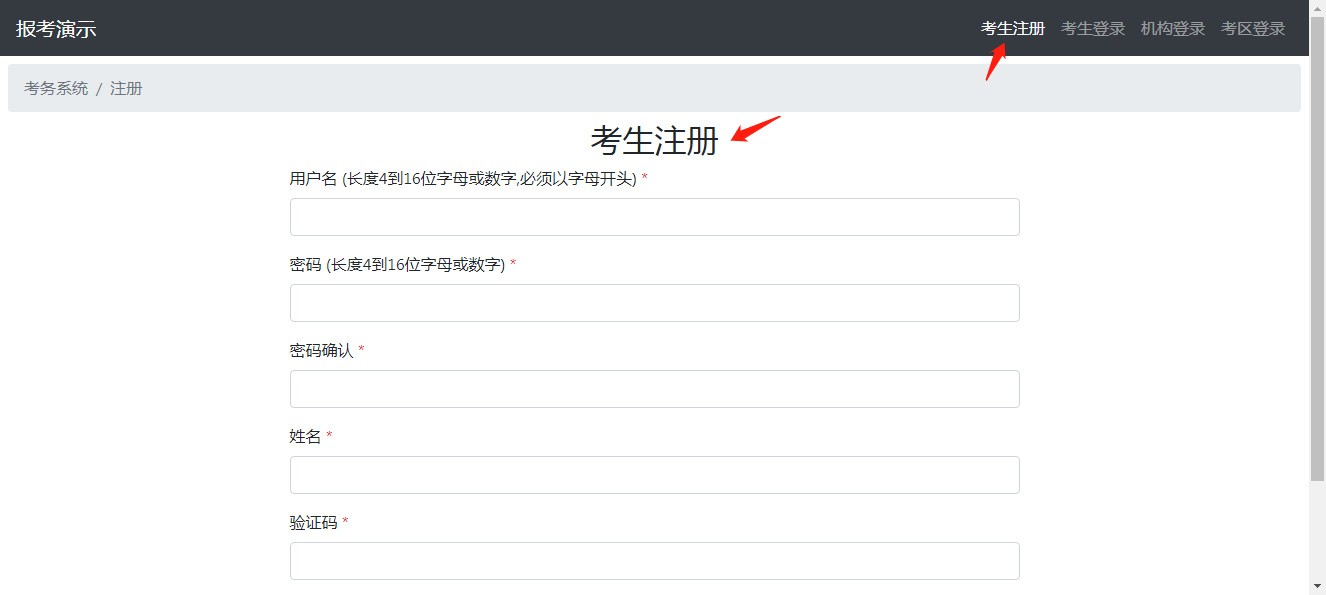 报考演示 考生注册 考生登录 机构登录 考区登录
考务系统 / 注册
考生注册
用户名 (长度4到16位字母或数字,必须以字母开头) *
密码 (长度4到16位字母或数字) *
密码确认 *
姓名 *
验证码 *